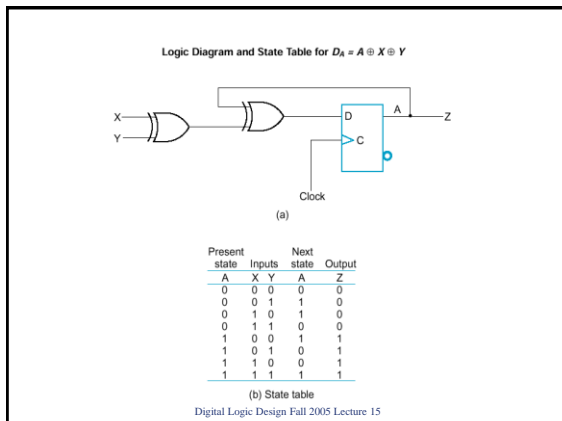 Logic Diagram and State Table for D_A = A ⊕ X ⊕ Y
X
Y
D
A
Z
C
Clock
(a)
Present Next
state Inputs state Output
A X Y A Z
0 0 0 0 0
0 0 1 1 0
0 1 0 1 0
0 1 1 0 0
1 0 0 1 1
1 0 1 0 1
1 1 0 0 1
1 1 1 1 1
(b) State table
Digital Logic Design Fall 2005 Lecture 15